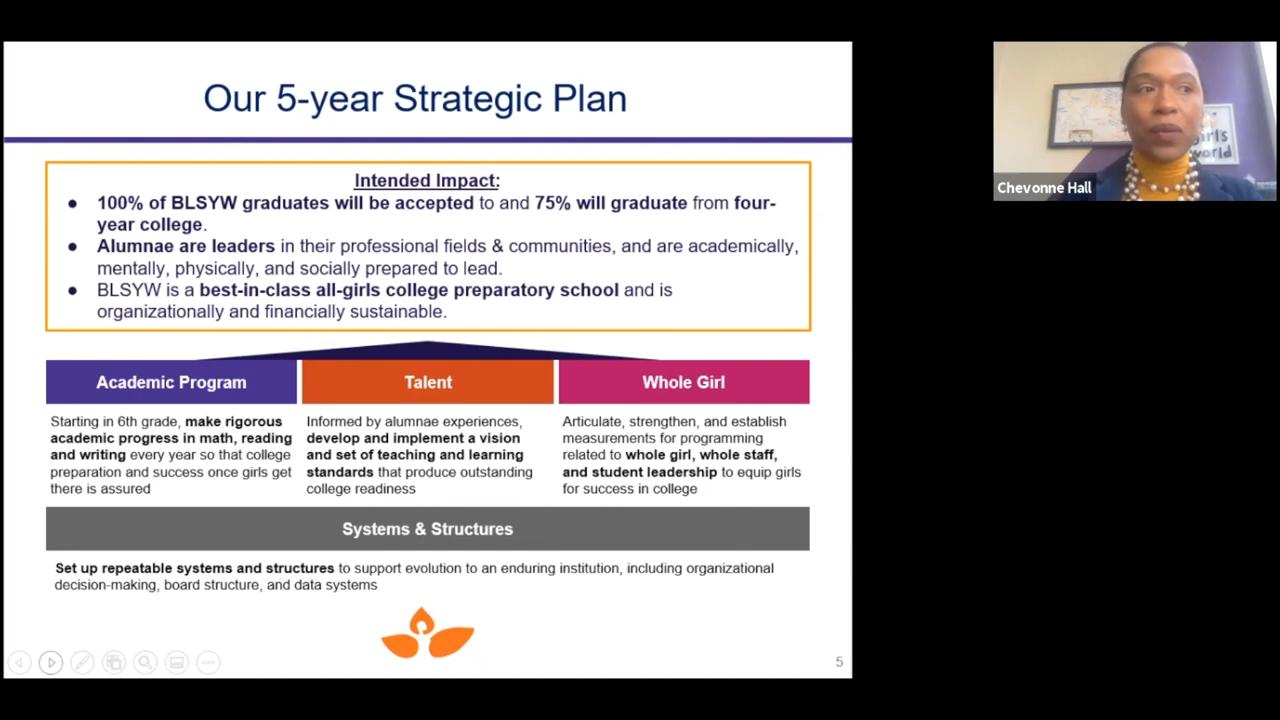 Our 5-year Strategic Plan
Intended Impact:
● 100% of BLSYW graduates will be accepted to and 75% will graduate from four-
year college.
● Alumnae are leaders in their professional fields & communities, and are academically,
mentally, physically, and socially prepared to lead.
● BLSYW is a best-in-class all-girls college preparatory school and is
organizationally and financially sustainable.
Academic Program
Starting in 6th grade, make rigorous
academic progress in math, reading
and writing every year so that college
preparation and success once girls get
there is assured
Talent
Informed by alumnae experiences,
develop and implement a vision
and set of teaching and learning
standards that produce outstanding
college readiness
Whole Girl
Articulate, strengthen, and establish
measurements for programming
related to whole girl, whole staff,
and student leadership to equip girls
for success in college
Systems & Structures
Set up repeatable systems and structures to support evolution to an enduring institution, including organizational
decision-making, board structure, and data systems
5
girl's
world
Chevonne Hall